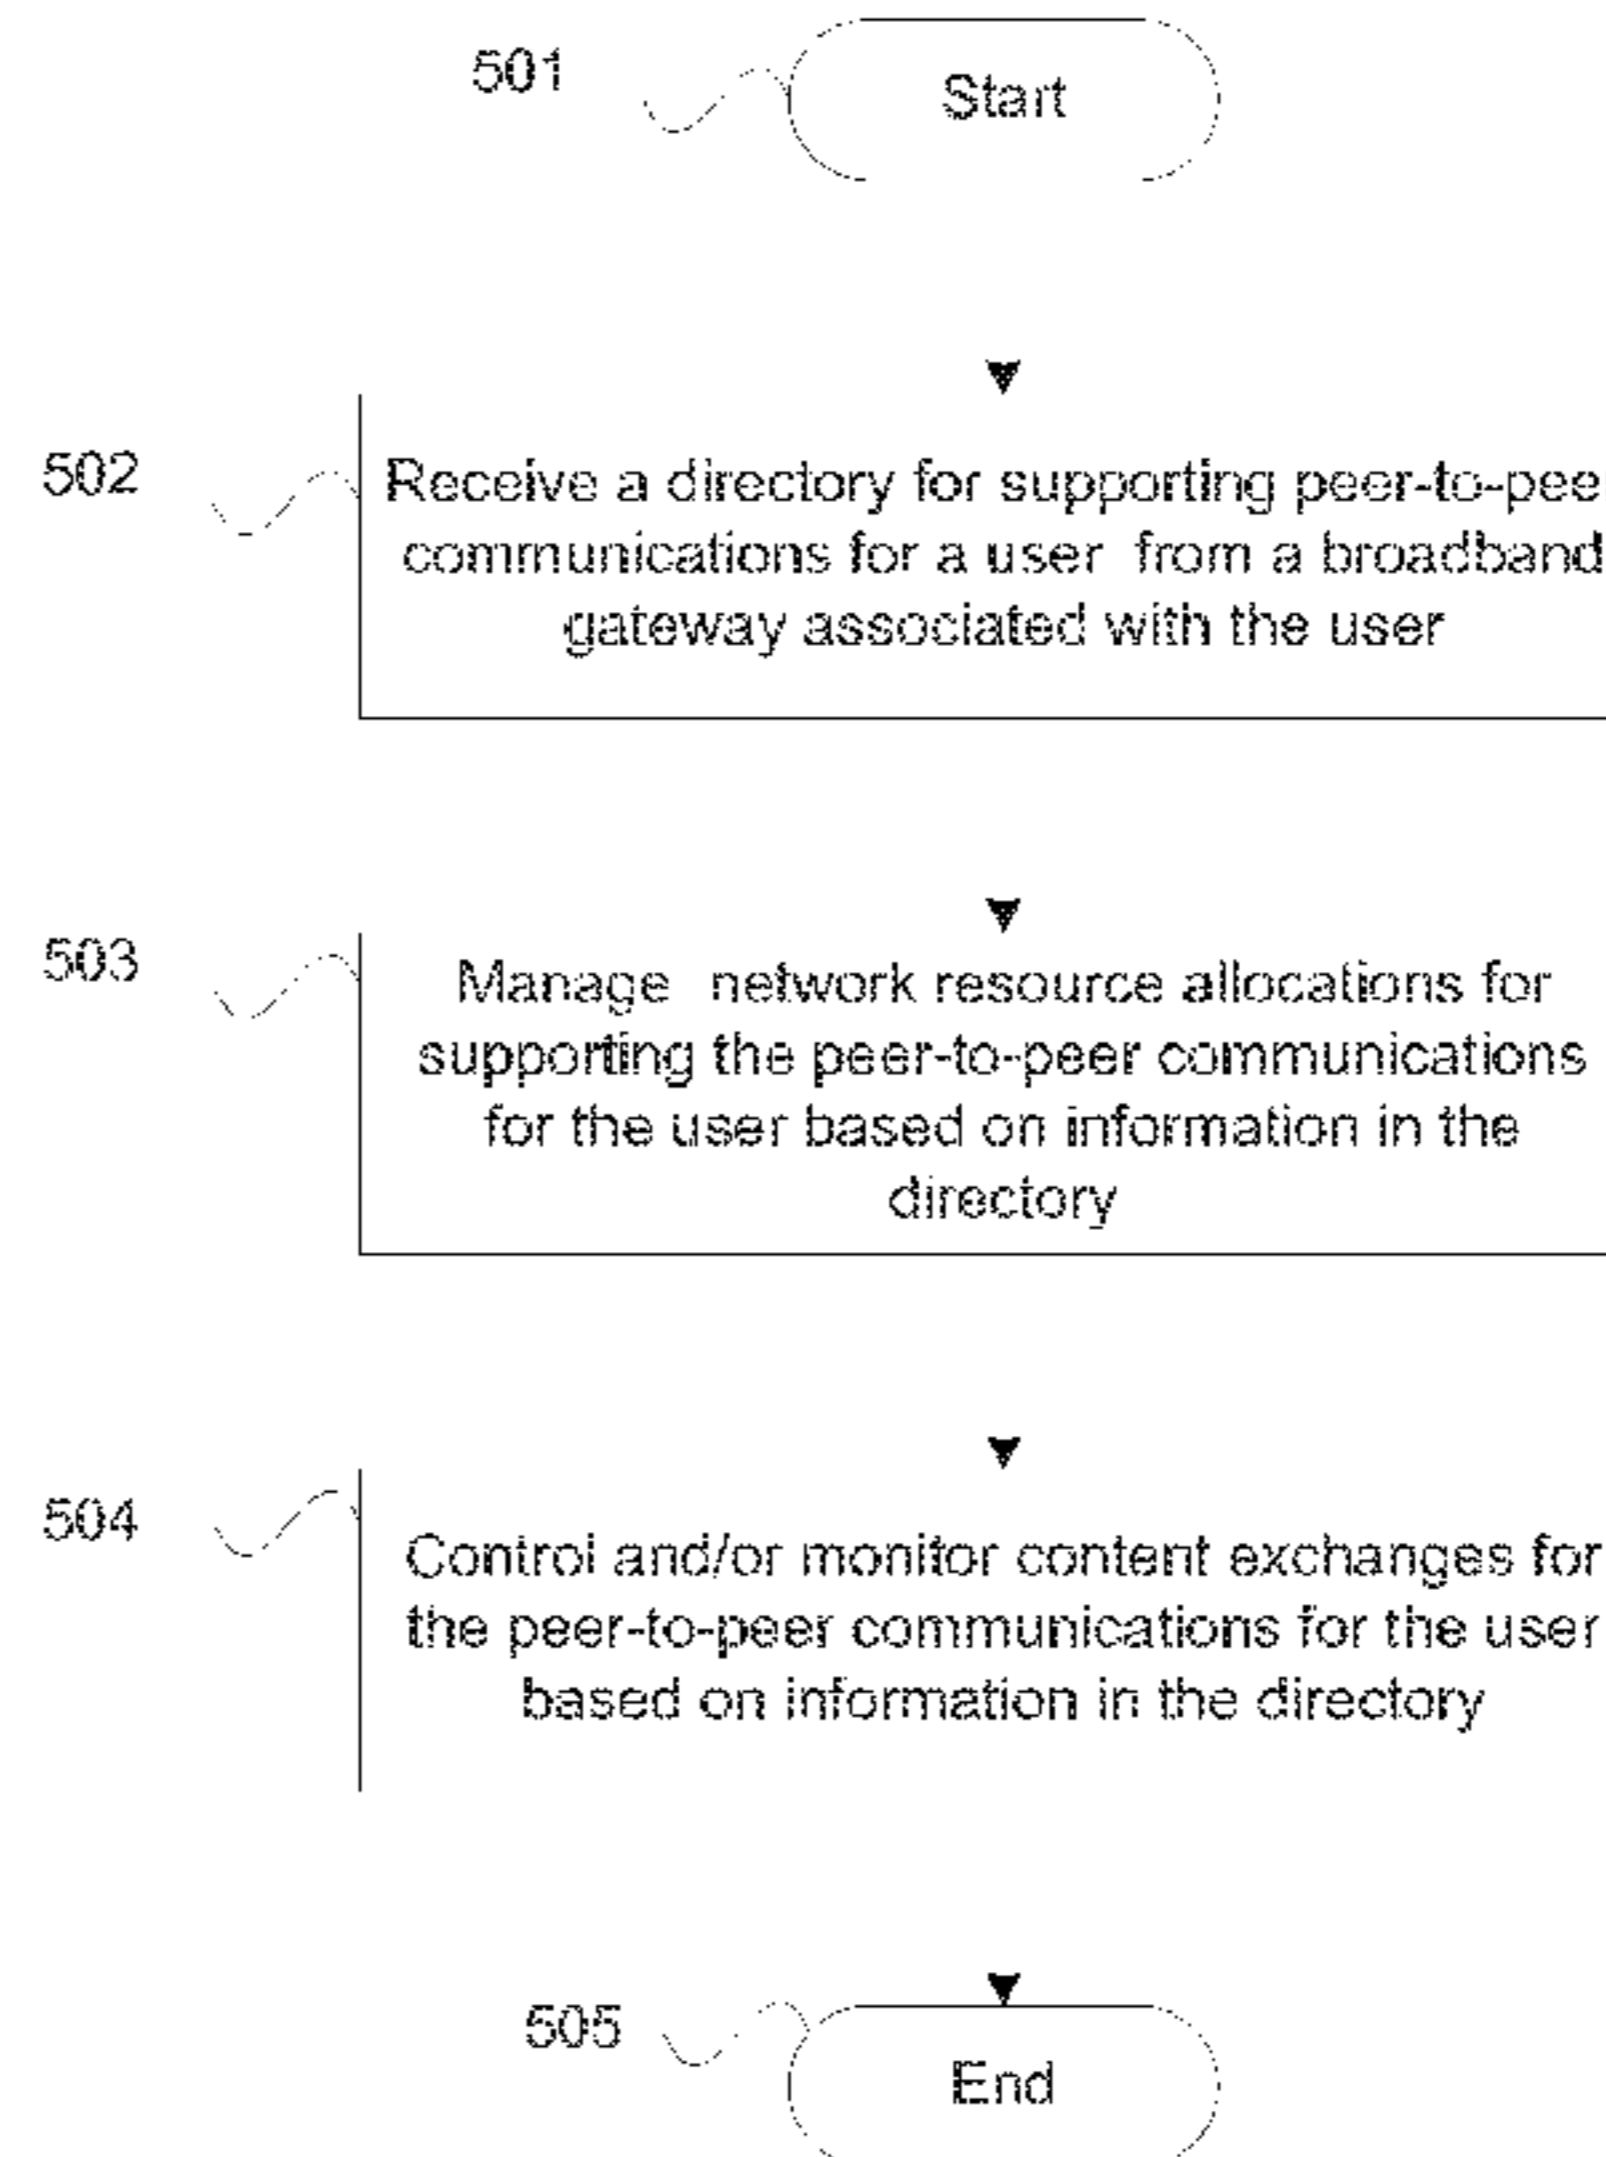 501
Start
502
Receive a directory for supporting peer-to-peer
communications for a user from a broadband
gateway associated with the user
503
Manage network resource allocations for
supporting the peer-to-peer communications
for the user based on information in the
directory
504
Control and/or monitor content exchanges for
the peer-to-peer communications for the user
based on information in the directory
505
End